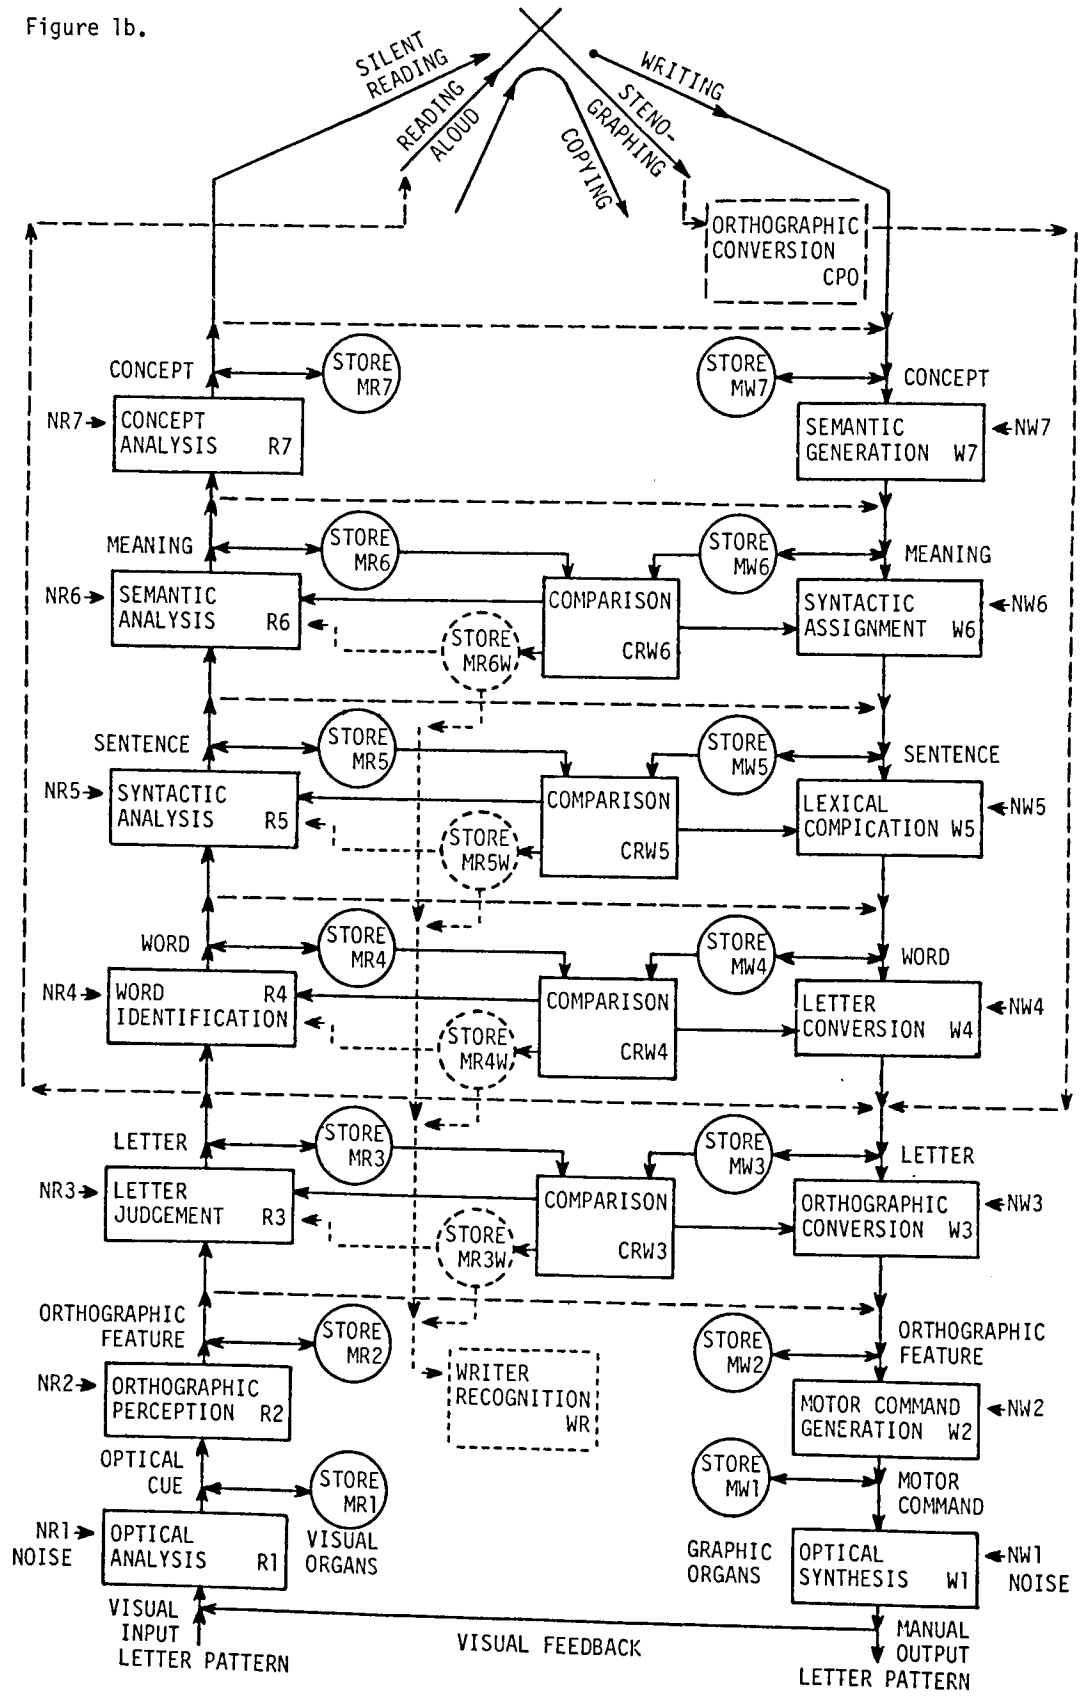 Figure 1b.
SILENT
READING
READING
ALOUD
COPYING
STENO-
GRAPHING
WRITING
ORTHOGRAPHIC
CONVERSION
CPO
CONCEPT
STORE
MR7
STORE
MW7
CONCEPT
NR7
CONCEPT
ANALYSIS R7
SEMANTIC
GENERATION W7
NW7
MEANING
STORE
MR6
STORE
MW6
MEANING
NR6
SEMANTIC
ANALYSIS R6
STORE
MR6W
COMPARISON
CRW6
SYNTACTIC
ASSIGNMENT W6
NW6
SENTENCE
STORE
MR5
STORE
MW5
SENTENCE
NR5
SYNTACTIC
ANALYSIS R5
STORE
MR5W
COMPARISON
CRW5
LEXICAL
COMPICATION W5
NW5
WORD
STORE
MR4
STORE
MW4
WORD
NR4
WORD R4
IDENTIFICATION
STORE
MR4W
COMPARISON
CRW4
LETTER
CONVERSION W4
NW4
LETTER
STORE
MR3
STORE
MW3
LETTER
NR3
LETTER
JUDGEMENT R3
STORE
MR3W
COMPARISON
CRW3
ORTHOGRAPHIC
CONVERSION W3
NW3
ORTHOGRAPHIC
FEATURE
STORE
MR2
STORE
MW2
ORTHOGRAPHIC
FEATURE
NR2
ORTHOGRAPHIC
PERCEPTION R2
WRITER
RECOGNITION
WR
MOTOR COMMAND
GENERATION W2
NW2
OPTICAL
CUE
STORE
MR1
STORE
MW1
MOTOR
COMMAND
NR1
NOISE
OPTICAL
ANALYSIS R1
VISUAL
ORGANS
GRAPHIC
ORGANS
OPTICAL
SYNTHESIS W1
NW1
NOISE
VISUAL
INPUT
LETTER PATTERN
VISUAL FEEDBACK
MANUAL
OUTPUT
LETTER PATTERN